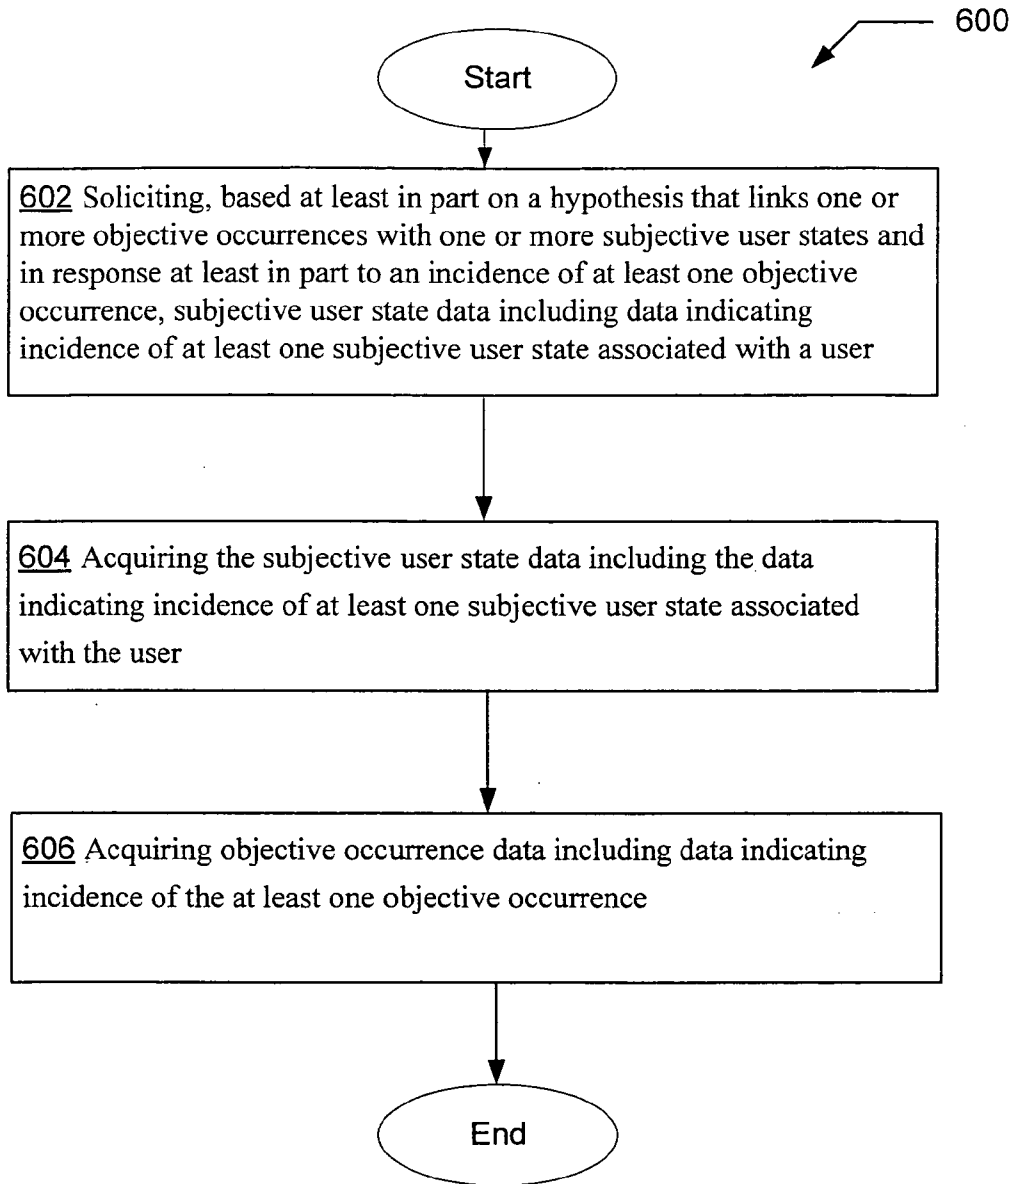 600
Start
602 Soliciting, based at least in part on a hypothesis that links one or
more objective occurrences with one or more subjective user states and
in response at least in part to an incidence of at least one objective
occurrence, subjective user state data including data indicating
incidence of at least one subjective user state associated with a user
604 Acquiring the subjective user state data including the data
indicating incidence of at least one subjective user state associated
with the user
606 Acquiring objective occurrence data including data indicating
incidence of the at least one objective occurrence
End